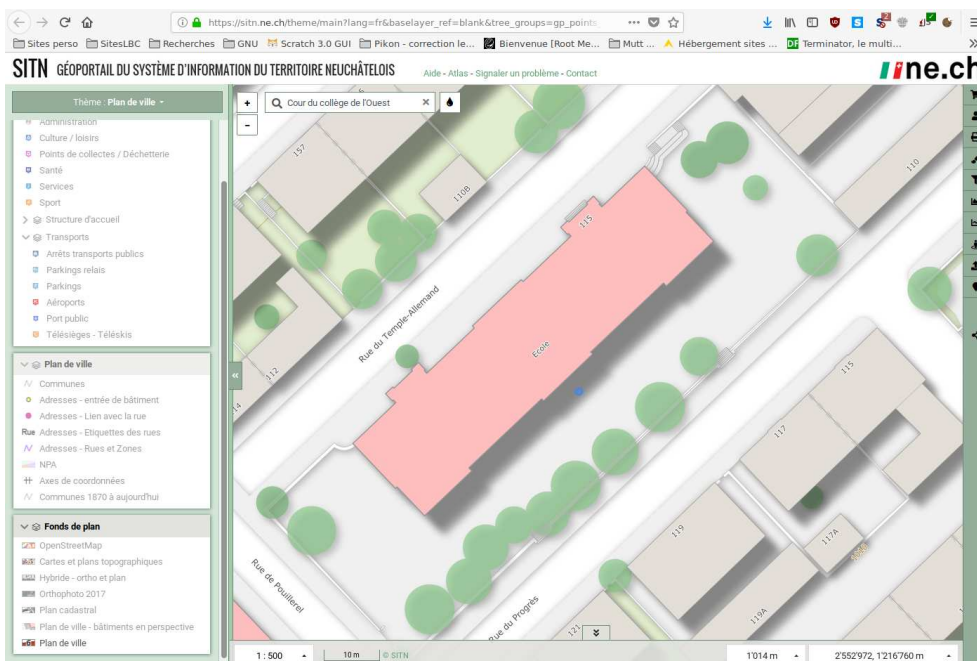 https://sitn.ne.ch/theme/main?lang=fr&baselayer_ref=blank&tree_groups=gp_points
Sites perso SitesLBC Recherches GNU Scratch 3.0 GUI Pikon - correction le... Bienvenue [Root Me... Mutt ... Hébergement sites ... DF Terminator, le multi...
SITN GÉOPORTAIL DU SYSTÈME D'INFORMATION DU TERRITOIRE NEUCHÂTELOIS
Aide - Atlas - Signaler un problème - Contact
ne.ch
Thème : Plan de ville
Administration
Culture / loisirs
Points de collectes / Déchetterie
Santé
Services
Sport
Structure d'accueil
Transports
Arrêts transports publics
Parkings relais
Parkings
Aéroports
Port public
Télésièges - Téléskis
Plan de ville
Communes
Adresses - entrée de bâtiment
Adresses - Lien avec la rue
Rue Adresses - Etiquettes des rues
Adresses - Rues et Zones
NPA
Axes de coordonnées
Communes 1870 à aujourd'hui
Fonds de plan
OpenStreetMap
Cartes et plans topographiques
Hybride - ortho et plan
Orthophoto 2017
Plan cadastral
Plan de ville - bâtiments en perspective
Plan de ville
+
-
Cour du collège de l'Ouest ×
157
110B
110
115
Rue du Temple-Allemand
Ecole
112
14
115
117
119
117A
119A
121
Rue de Pouillerel
Rue du Progrès
1 : 500
10 m
© SITN
1'014 m
2'552'972, 1'216'760 m